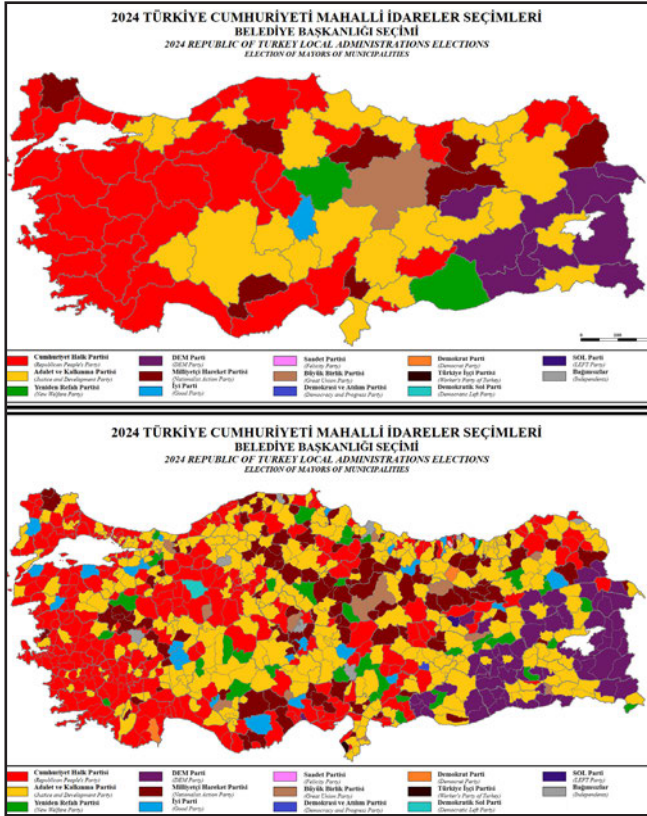 2024 TÜRKİYE CUMHURİYETİ MAHALLİ İDARELER SEÇİMLERİ
BELEDİYE BAŞKANLIĞI SEÇİMİ
2024 REPUBLIC OF TURKEY LOCAL ADMINISTRATIONS ELECTIONS
ELECTION OF MAYORS OF MUNICIPALITIES
Cumhuriyet Halk Partisi
(Republican People's Party)
Adalet ve Kalkınma Partisi
(Justice and Development Party)
Yeniden Refah Partisi
(New Welfare Party)
DEM Parti
(DEM Party)
Milliyetçi Hareket Partisi
(Nationalist Action Party)
İyi Parti
(Good Party)
Saadet Partisi
(Felicity Party)
Büyük Birlik Partisi
(Great Union Party)
Demokrasi ve Atılım Partisi
(Democracy and Progress Party)
Demokrat Parti
(Democrat Party)
Türkiye İşçi Partisi
(Worker's Party of Turkey)
Demokratik Sol Parti
(Democratic Left Party)
SOL Parti
(LEFT Party)
Bağımsızlar
(Independents)
2024 TÜRKİYE CUMHURİYETİ MAHALLİ İDARELER SEÇİMLERİ
BELEDİYE BAŞKANLIĞI SEÇİMİ
2024 REPUBLIC OF TURKEY LOCAL ADMINISTRATIONS ELECTIONS
ELECTION OF MAYORS OF MUNICIPALITIES
Cumhuriyet Halk Partisi
(Republican People's Party)
Adalet ve Kalkınma Partisi
(Justice and Development Party)
Yeniden Refah Partisi
(New Welfare Party)
DEM Parti
(DEM Party)
Milliyetçi Hareket Partisi
(Nationalist Action Party)
İyi Parti
(Good Party)
Saadet Partisi
(Felicity Party)
Büyük Birlik Partisi
(Great Union Party)
Demokrasi ve Atılım Partisi
(Democracy and Progress Party)
Demokrat Parti
(Democrat Party)
Türkiye İşçi Partisi
(Worker's Party of Turkey)
Demokratik Sol Parti
(Democratic Left Party)
SOL Parti
(LEFT Party)
Bağımsızlar
(Independents)